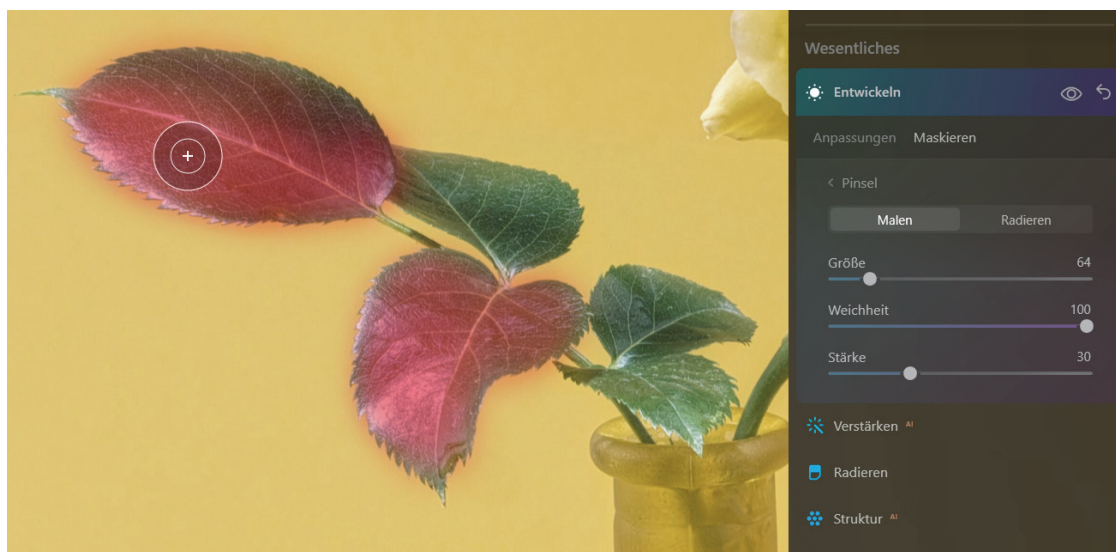 Wesentliches
Entwickeln
Anpassungen Maskieren
< Pinsel
Malen Radieren
Größe 64
Weichheit 100
Stärke 30
Verstärken AI
Radieren
Struktur AI